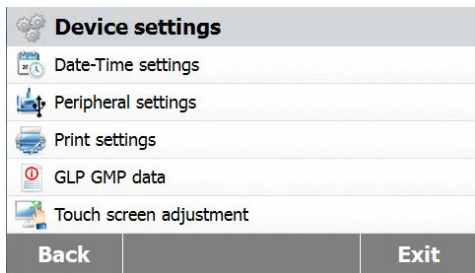 Device settings
Date-Time settings
Peripheral settings
Print settings
GLP GMP data
Touch screen adjustment
Back Exit